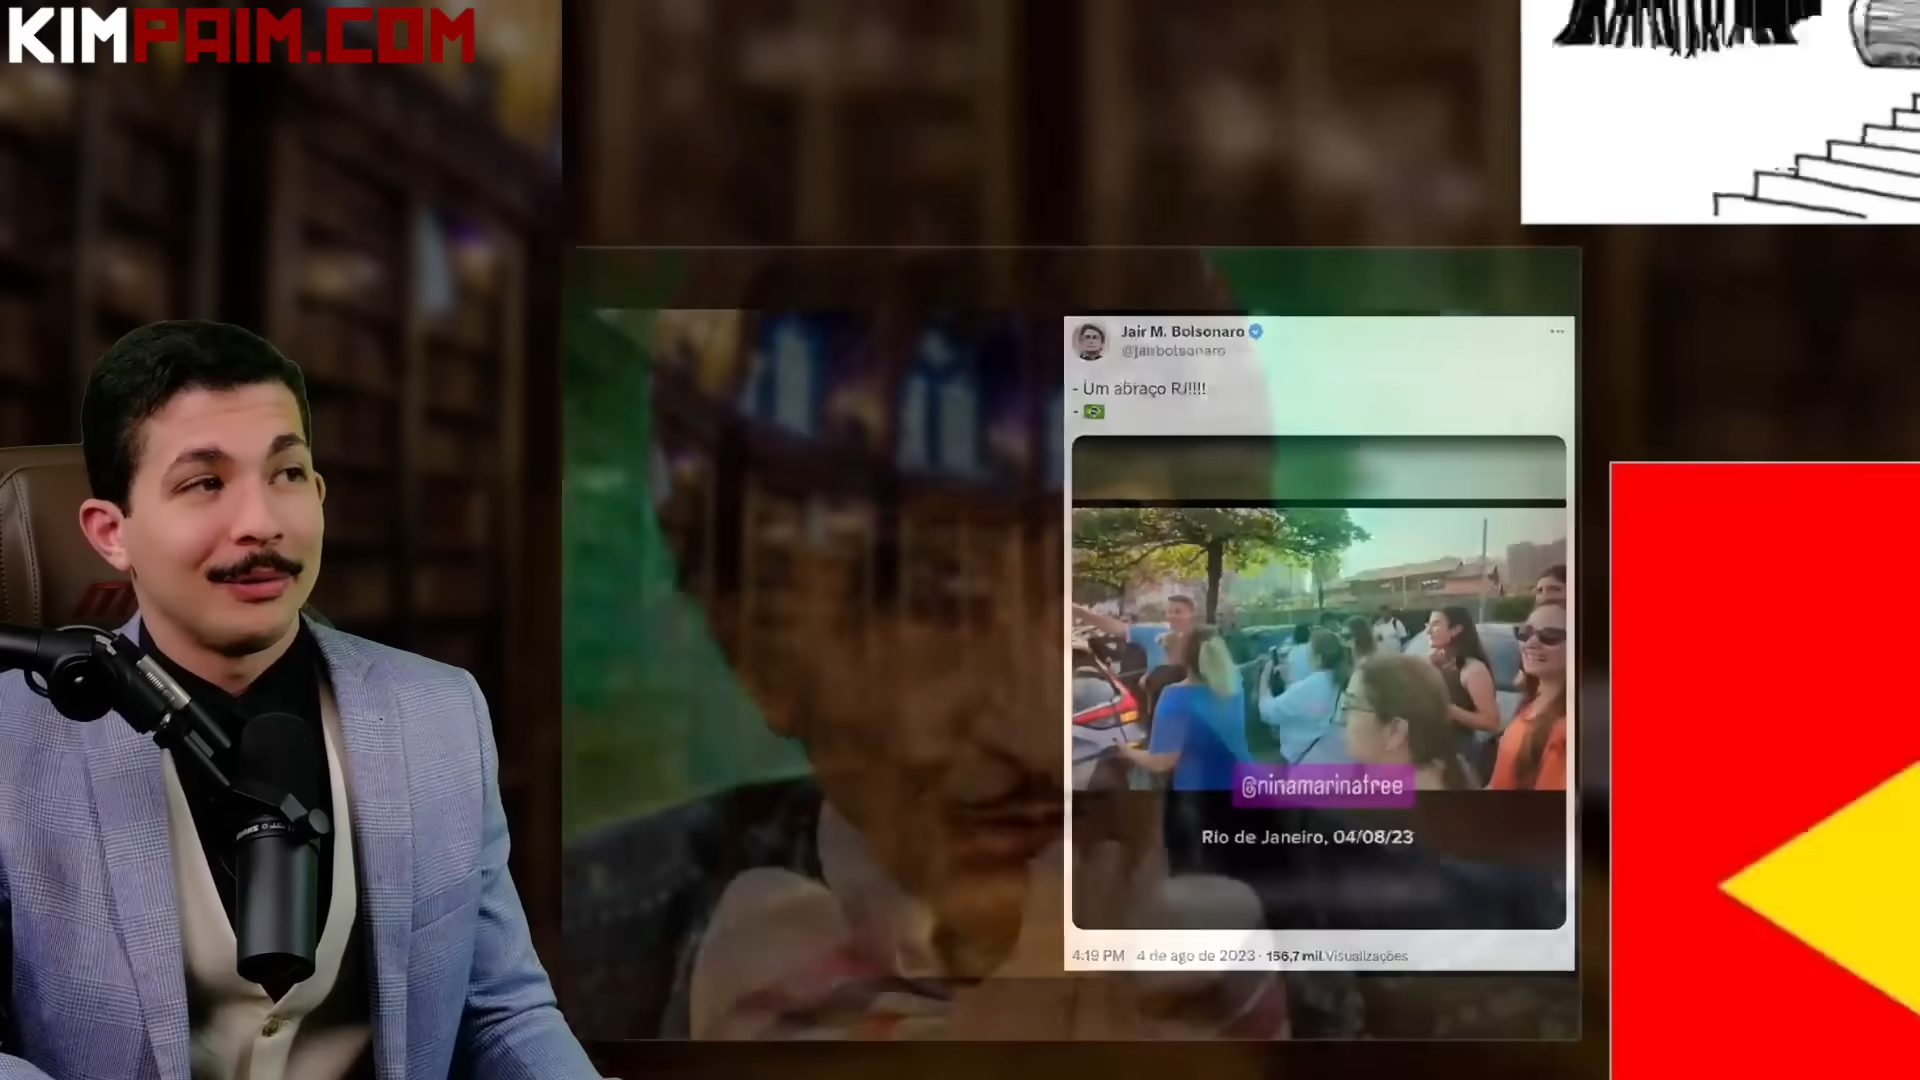 KIMPAIM.COM
Jair M. Bolsonaro
@jairbolsonaro
- Um abraço RJ!!!!
-
@ninamarinafree
Rio de Janeiro, 04/08/23
4:19 PM 4 de ago de 2023 · 156,7 mil Visualizações